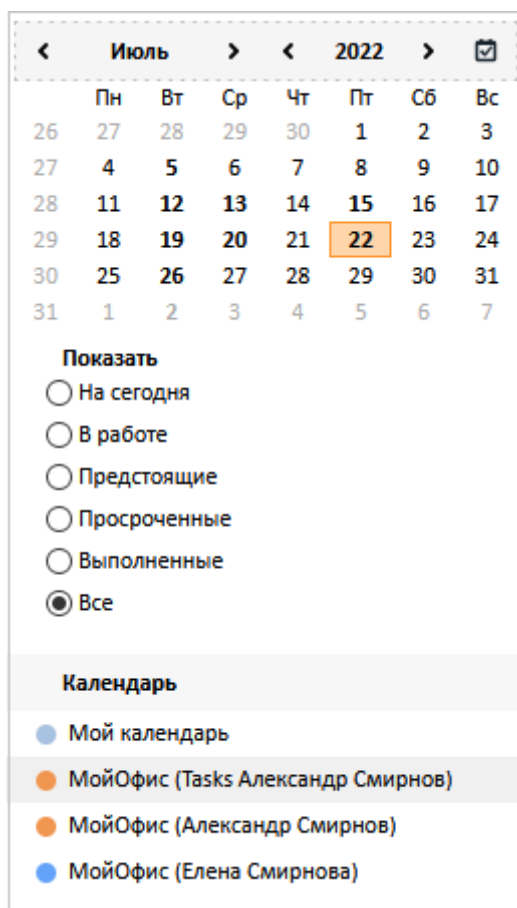 Июль 2022
Пн Вт Ср Чт Пт Сб Вс
26 27 28 29 30 1 2 3
27 4 5 6 7 8 9 10
28 11 12 13 14 15 16 17
29 18 19 20 21 22 23 24
30 25 26 27 28 29 30 31
31 1 2 3 4 5 6 7
Показать
На сегодня
В работе
Предстоящие
Просроченные
Выполненные
Все
Календарь
Мой календарь
МойОфис (Tasks Александр Смирнов)
МойОфис (Александр Смирнов)
МойОфис (Елена Смирнова)